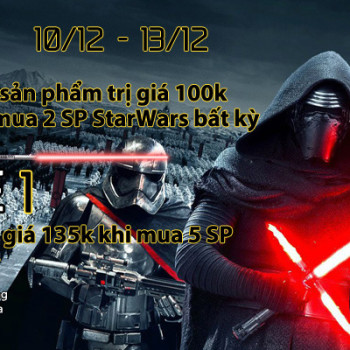 10/12 - 13/12
sản phẩm trị giá 100k
mua 2 SP StarWars bất kỳ
1
giá 135k khi mua 5 SP
g
a